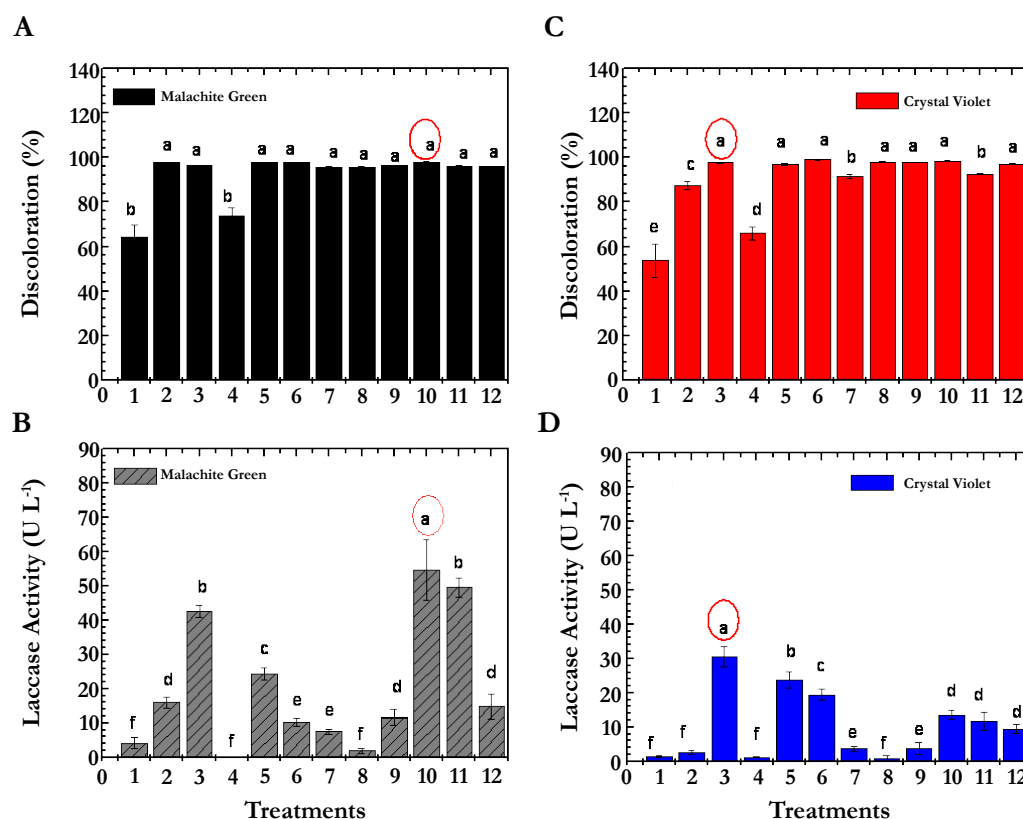 A
140
120
100
80
60
40
20
0
Discoloration (%)
Malachite Green
b a a b a a a a a a a a
0 1 2 3 4 5 6 7 8 9 10 11 12
C
140
120
100
80
60
40
20
0
Discoloration (%)
Crystal Violet
e c a d a a b a a a b a
0 1 2 3 4 5 6 7 8 9 10 11 12
B
90
80
70
60
50
40
30
20
10
0
Laccase Activity (U L-1)
Malachite Green
f d b f c e e f d a b d
0 1 2 3 4 5 6 7 8 9 10 11 12
Treatments
D
90
80
70
60
50
40
30
20
10
0
Laccase Activity (U L-1)
Crystal Violet
f f a f b c e f e d d d
0 1 2 3 4 5 6 7 8 9 10 11 12
Treatments